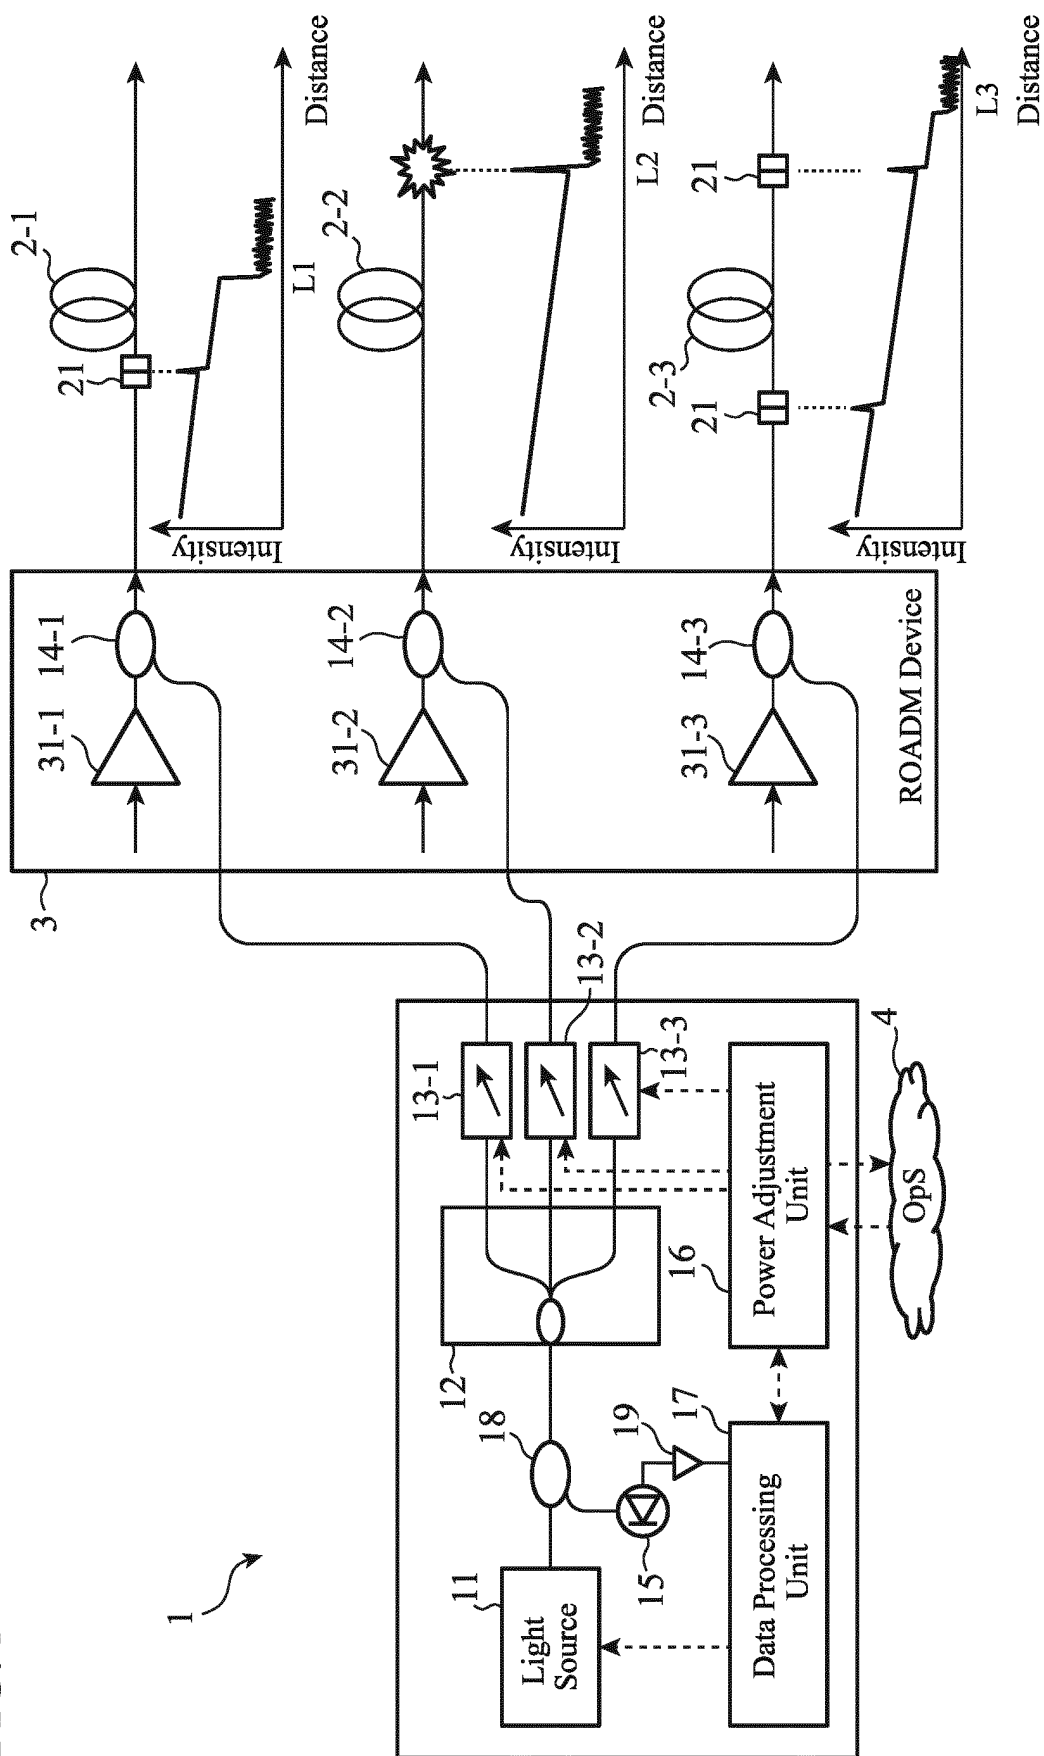 1
11
Light
Source
18
12
15
19
17
Data Processing
Unit
16
Power Adjustment
Unit
13-1
13-2
13-3
4
OpS
3
31-1
14-1
31-2
14-2
31-3
14-3
ROADM Device
21
2-1
Intensity
L1
Distance
2-2
Intensity
L2
Distance
21
2-3
21
Intensity
L3
Distance